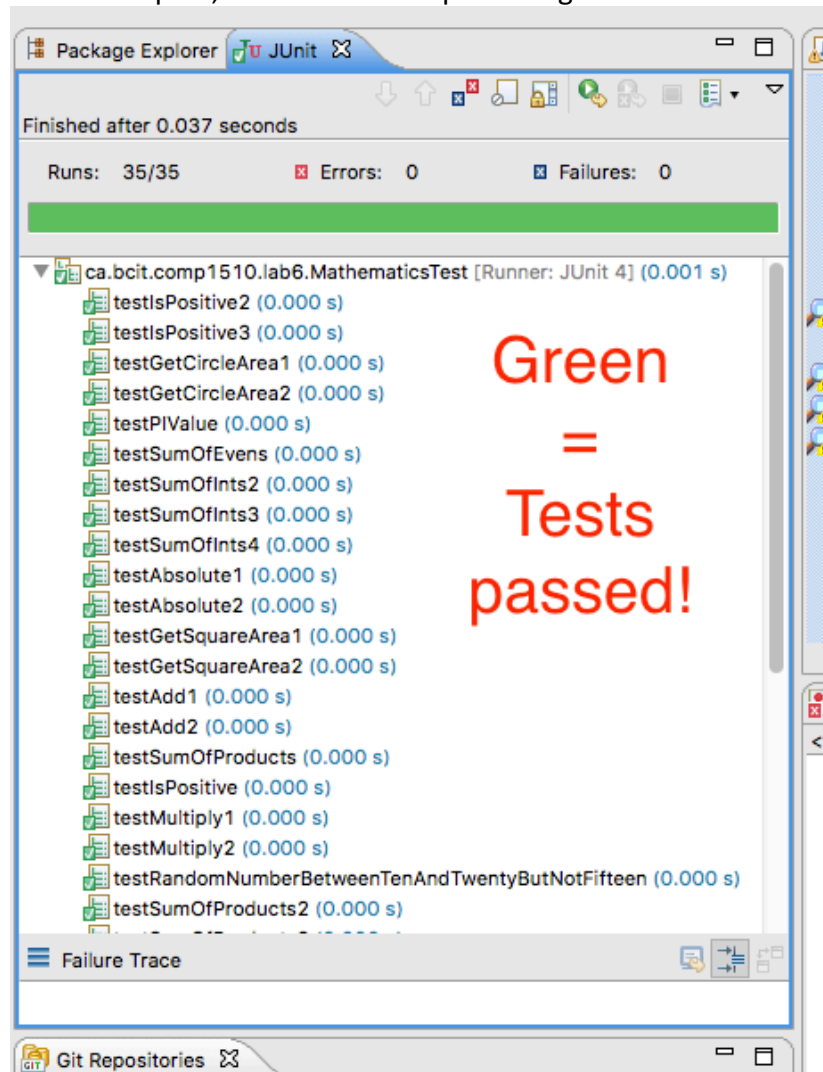 Package Explorer JUnit
Finished after 0.037 seconds
Runs: 35/35 Errors: 0 Failures: 0
ca.bcit.comp1510.lab6.MathematicsTest [Runner: JUnit 4] (0.001 s)
testIsPositive2 (0.000 s)
testIsPositive3 (0.000 s)
testGetCircleArea1 (0.000 s)
testGetCircleArea2 (0.000 s)
testPIValue (0.000 s)
testSumOfEvens (0.000 s)
testSumOfInts2 (0.000 s)
testSumOfInts3 (0.000 s)
testSumOfInts4 (0.000 s)
testAbsolute1 (0.000 s)
testAbsolute2 (0.000 s)
testGetSquareArea1 (0.000 s)
testGetSquareArea2 (0.000 s)
testAdd1 (0.000 s)
testAdd2 (0.000 s)
testSumOfProducts (0.000 s)
testIsPositive (0.000 s)
testMultiply1 (0.000 s)
testMultiply2 (0.000 s)
testRandomNumberBetweenTenAndTwentyButNotFifteen (0.000 s)
testSumOfProducts2 (0.000 s)
Green
=
Tests
passed!
Failure Trace
Git Repositories